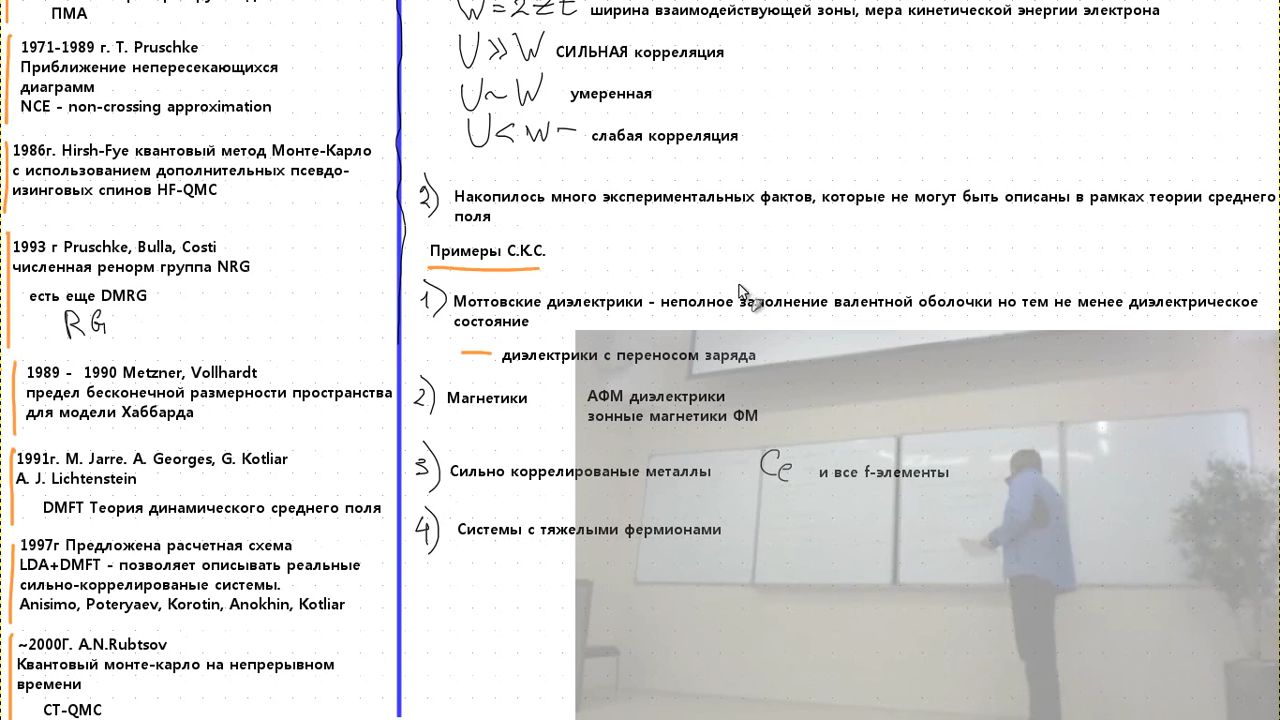 ПМА
1971-1989 г. T. Pruschke
Приближение непересекающихся
диаграмм
NCE - non-crossing approximation
1986г. Hirsh-Fye квантовый метод Монте-Карло
с использованием дополнительных псевдо-
изинговых спинов HF-QMC
1993 г Pruschke, Bulla, Costi
численная ренорм группа NRG
есть еще DMRG
RG
1989 - 1990 Metzner, Vollhardt
предел бесконечной размерности пространства
для модели Хаббарда
1991г. M. Jarre. A. Georges, G. Kotliar
A. J. Lichtenstein
DMFT Теория динамического среднего поля
1997г Предложена расчетная схема
LDA+DMFT - позволяет описывать реальные
сильно-коррелированые системы.
Anisimo, Poteryaev, Korotin, Anokhin, Kotliar
~2000Г. A.N.Rubtsov
Квантовый монте-карло на непрерывном
времени
CT-QMC
W = 2zt ширина взаимодействующей зоны, мера кинетической энергии электрона
U >> W СИЛЬНАЯ корреляция
U ~ W умеренная
U < W - слабая корреляция
2) Накопилось много экспериментальных фактов, которые не могут быть описаны в рамках теории среднего
поля
Примеры С.К.С.
1) Моттовские диэлектрики - неполное заполнение валентной оболочки но тем не менее диэлектрическое
состояние
— диэлектрики с переносом заряда
2) Магнетики АФМ диэлектрики
зонные магнетики ФМ
3) Сильно коррелированые металлы Ce и все f-элементы
4) Системы с тяжелыми фермионами